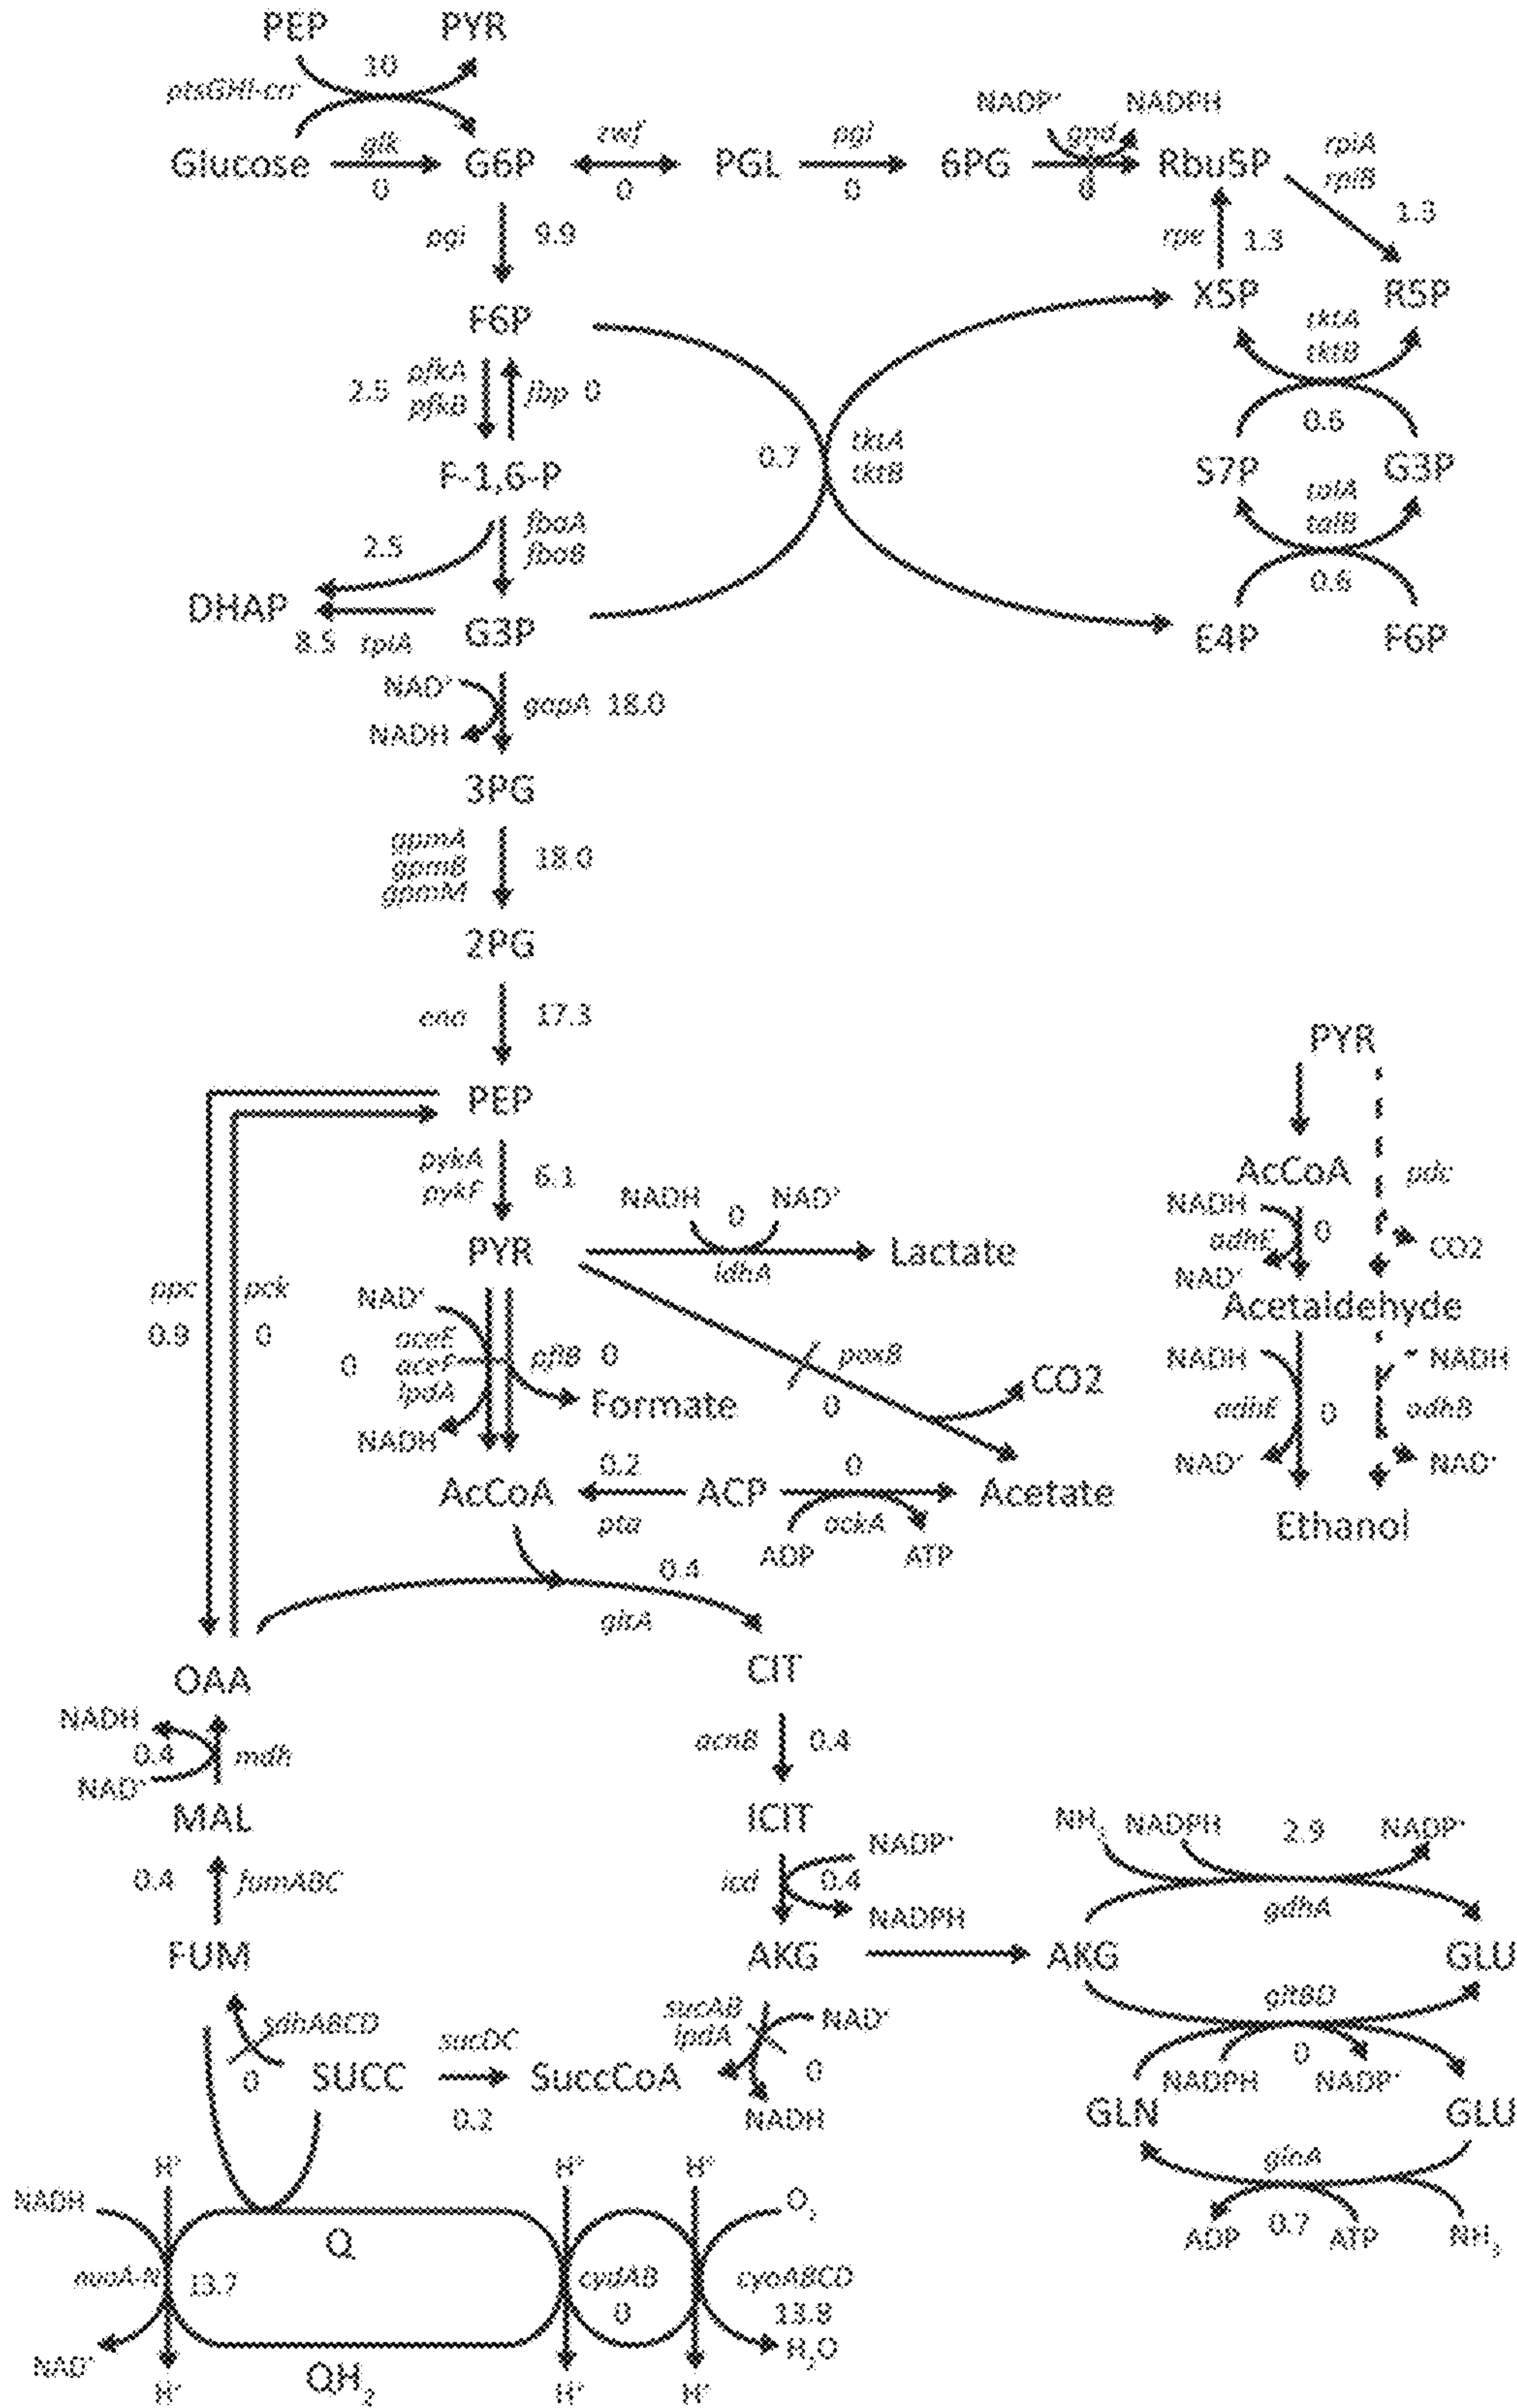 PEP PYR
10
ptsGHI-crr
NADP⁺ NADPH
glk zwf pgi gnd
Glucose G6P PGL 6PG Rbu5P
0 0 0 0
rpiA
rpiB
1.3
pgi 9.9
rpe 1.3
F6P
X5P R5P
tktA
tktB
2.5 pfkA
pfkB
fbp 0
0.6
0.7 tktA
tktB
F-1,6-P
S7P G3P
talA
talB
fbaA
fbaB
2.5
0.6
DHAP
8.5 tpiA
G3P
E4P F6P
NAD⁺
gapA 18.0
NADH
3PG
gpmA
gpmB
gpmM
18.0
2PG
eno 17.3
PYR
PEP
pykA
pykF
6.1
AcCoA
pdc
NADH
adhE 0
CO2
NAD⁺
NADH 0 NAD⁺
PYR Lactate
ldhA
ppc pck
0.9 0
NAD⁺
aceE
aceF
lpdA
0
pflB 0
Formate
NADH
poxB
0
CO2
Acetaldehyde
NADH NADH
adhE 0 adhB
NAD⁺ NAD⁺
Ethanol
0.2 0
AcCoA ACP Acetate
pta ackA
ADP ATP
0.4
gltA
OAA CIT
NADH
0.4 mdh
NAD⁺
acnB 0.4
MAL ICIT
NH₃ NADPH 2.9 NADP⁺
gdhA
0.4 fumABC
NADP⁺
icd 0.4
NADPH
FUM AKG AKG GLU
gltBD
0
NADPH NADP⁺
sdhABCD
0
sucDC
SUCC SuccCoA
0.2
sucAB
lpdA
NAD⁺
0
NADH
GLN GLU
glnA
ADP 0.7 ATP NH₃
H⁺ H⁺ H⁺
NADH Q O₂
nuoA-N 13.7 cydAB cyoABCD
0 13.8
H₂O
NAD⁺ QH₂
H⁺ H⁺ H⁺